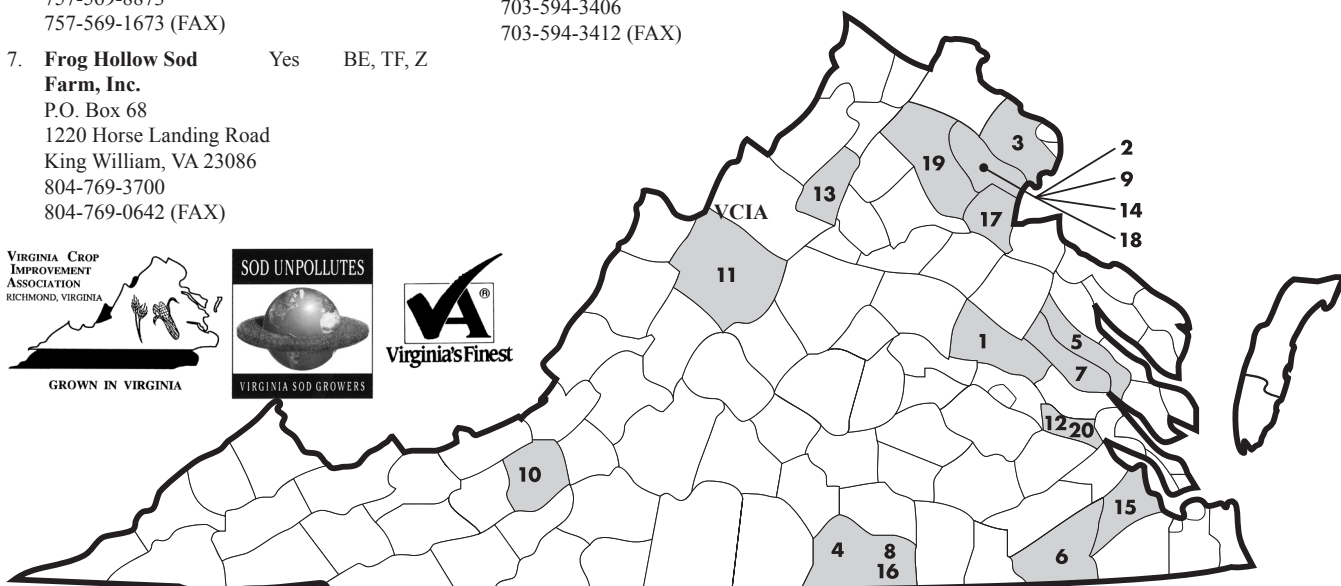 757-569-8873
757-569-1673 (FAX)
7. Frog Hollow Sod Yes BE, TF, Z
Farm, Inc.
P.O. Box 68
1220 Horse Landing Road
King William, VA 23086
804-769-3700
804-769-0642 (FAX)
703-594-3406
703-594-3412 (FAX)
VIRGINIA CROP
IMPROVEMENT
ASSOCIATION
RICHMOND, VIRGINIA
GROWN IN VIRGINIA
SOD UNPOLLUTES
VIRGINIA SOD GROWERS
VA®
Virginia's Finest
VCIA
3
2
9
14
18
19
13
17
11
1
5
7
12
20
10
15
4
8
16
6